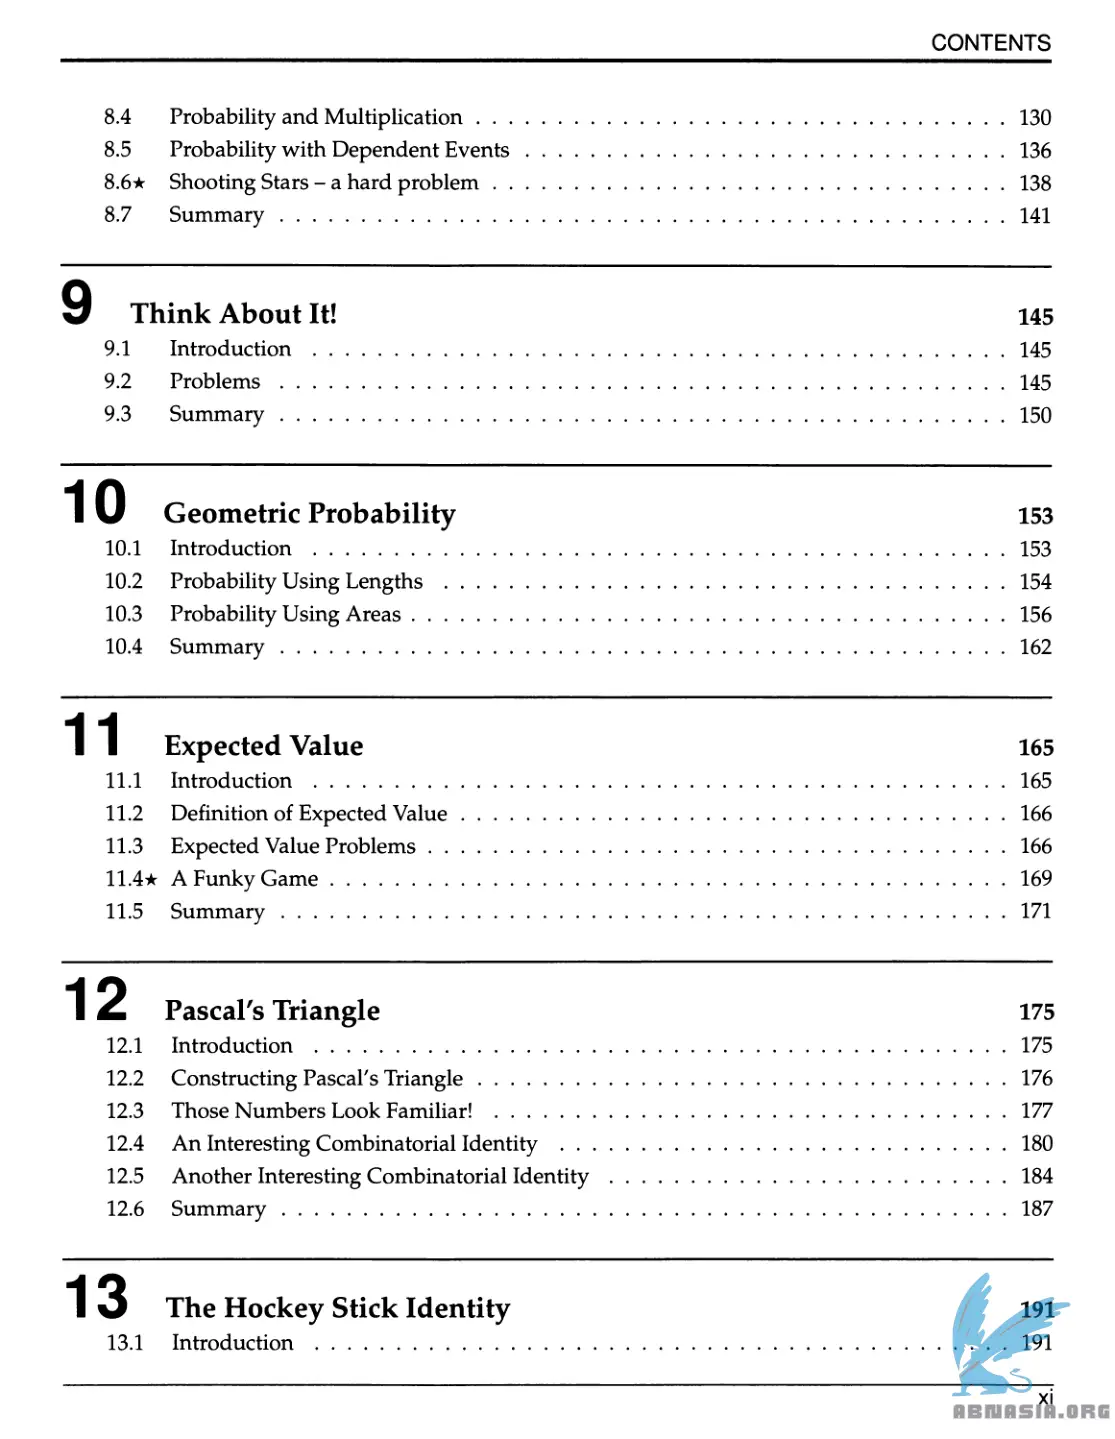 CONTENTS
8.4 Probability and Multiplication . . . . . . . . . . . . . . . . . . . . . . . . . . . . . . . . . 130
8.5 Probability with Dependent Events . . . . . . . . . . . . . . . . . . . . . . . . . . . . . . 136
8.6★ Shooting Stars – a hard problem . . . . . . . . . . . . . . . . . . . . . . . . . . . . . . . . 138
8.7 Summary . . . . . . . . . . . . . . . . . . . . . . . . . . . . . . . . . . . . . . . . . . . . . 141
9 Think About It! 145
9.1 Introduction . . . . . . . . . . . . . . . . . . . . . . . . . . . . . . . . . . . . . . . . . . . 145
9.2 Problems . . . . . . . . . . . . . . . . . . . . . . . . . . . . . . . . . . . . . . . . . . . . . 145
9.3 Summary . . . . . . . . . . . . . . . . . . . . . . . . . . . . . . . . . . . . . . . . . . . . . 150
10 Geometric Probability 153
10.1 Introduction . . . . . . . . . . . . . . . . . . . . . . . . . . . . . . . . . . . . . . . . . . . 153
10.2 Probability Using Lengths . . . . . . . . . . . . . . . . . . . . . . . . . . . . . . . . . . . 154
10.3 Probability Using Areas . . . . . . . . . . . . . . . . . . . . . . . . . . . . . . . . . . . . . 156
10.4 Summary . . . . . . . . . . . . . . . . . . . . . . . . . . . . . . . . . . . . . . . . . . . . . 162
11 Expected Value 165
11.1 Introduction . . . . . . . . . . . . . . . . . . . . . . . . . . . . . . . . . . . . . . . . . . . 165
11.2 Definition of Expected Value . . . . . . . . . . . . . . . . . . . . . . . . . . . . . . . . . . 166
11.3 Expected Value Problems . . . . . . . . . . . . . . . . . . . . . . . . . . . . . . . . . . . . 166
11.4★ A Funky Game . . . . . . . . . . . . . . . . . . . . . . . . . . . . . . . . . . . . . . . . . . 169
11.5 Summary . . . . . . . . . . . . . . . . . . . . . . . . . . . . . . . . . . . . . . . . . . . . . 171
12 Pascal's Triangle 175
12.1 Introduction . . . . . . . . . . . . . . . . . . . . . . . . . . . . . . . . . . . . . . . . . . . 175
12.2 Constructing Pascal's Triangle . . . . . . . . . . . . . . . . . . . . . . . . . . . . . . . . . 176
12.3 Those Numbers Look Familiar! . . . . . . . . . . . . . . . . . . . . . . . . . . . . . . . . 177
12.4 An Interesting Combinatorial Identity . . . . . . . . . . . . . . . . . . . . . . . . . . . . 180
12.5 Another Interesting Combinatorial Identity . . . . . . . . . . . . . . . . . . . . . . . . . 184
12.6 Summary . . . . . . . . . . . . . . . . . . . . . . . . . . . . . . . . . . . . . . . . . . . . . 187
13 The Hockey Stick Identity 191
13.1 Introduction . . . . . . . . . . . . . . . . . . . . . . . . . . . . . . . . . . . . . . . . . . . 191
xi
ABNASIA.ORG